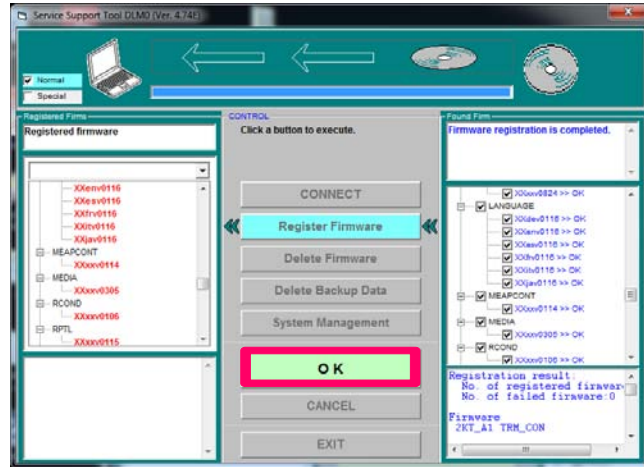 Service Support Tool DLM0 (Ver. 4.74E)
Normal
Special
Registered Firms
Registered firmware
XXenv0116
XXesv0116
XXfrv0116
XXitv0116
XXjav0116
MEAPCONT
XXxxv0114
MEDIA
XXxxv0305
RCOND
XXxxv0106
RPTL
XXxxv0115
CONTROL
Click a button to execute.
CONNECT
Register Firmware
Delete Firmware
Delete Backup Data
System Management
OK
CANCEL
EXIT
Found Firm
Firmware registration is completed.
XXxxv0824 >> OK
LANGUAGE
XXdev0116 >> OK
XXenv0116 >> OK
XXesv0116 >> OK
XXfrv0116 >> OK
XXitv0116 >> OK
XXjav0116 >> OK
MEAPCONT
XXxxv0114 >> OK
MEDIA
XXxxv0305 >> OK
RCOND
XXxxv0106 >> OK
Registration result:
No. of registered firmwar
No. of failed firmware:0
Firmware
2KT_A1 TRM_CON